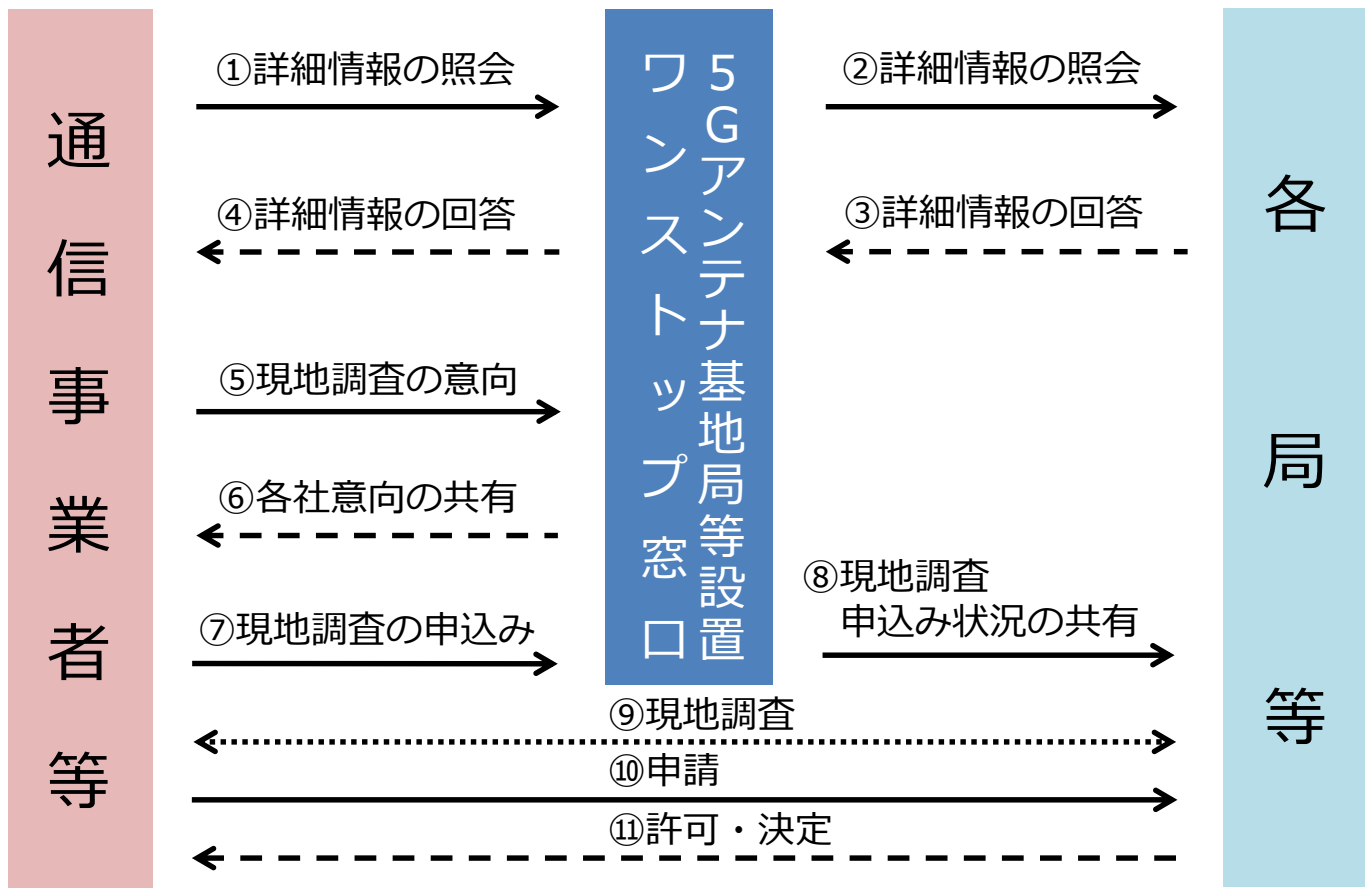 通信事業者等
5Gアンテナ基地局等設置
ワンストップ窓口
各局等
①詳細情報の照会
②詳細情報の照会
④詳細情報の回答
③詳細情報の回答
⑤現地調査の意向
⑥各社意向の共有
⑦現地調査の申込み
⑧現地調査
申込み状況の共有
⑨現地調査
⑩申請
⑪許可・決定